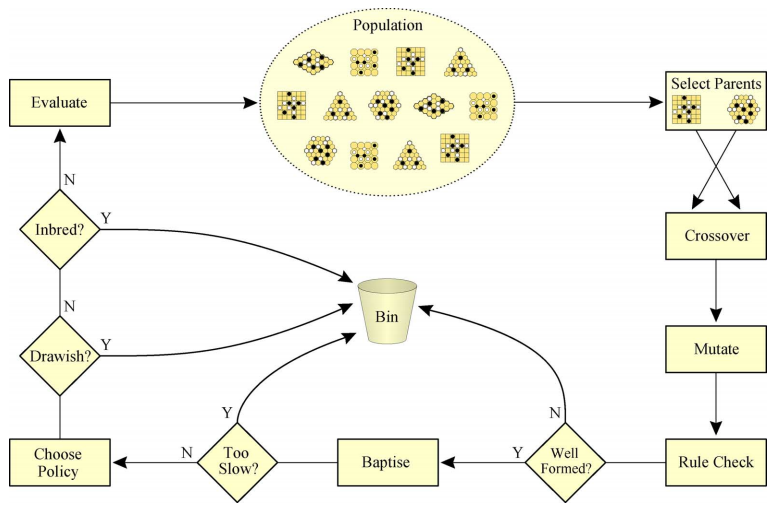 Population
Evaluate
Select Parents
N
Inbred?
Y
Crossover
Bin
N
Drawish?
Y
Mutate
Y
N
Choose
Policy
N
Too
Slow?
Baptise
Y
Well
Formed?
Rule Check